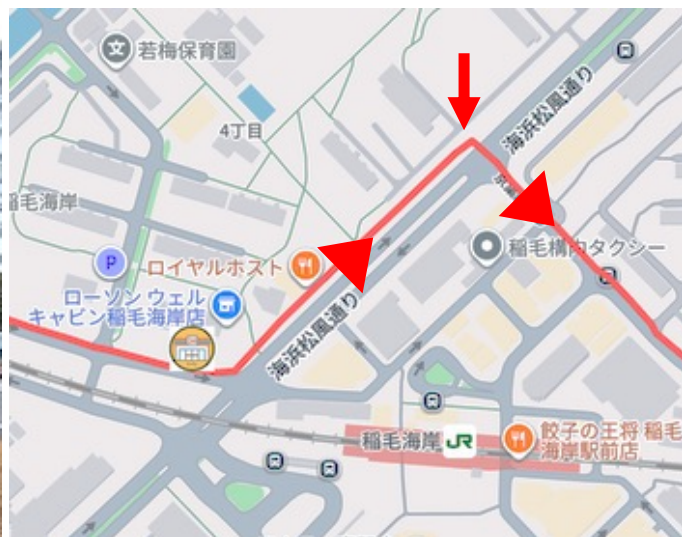 若梅保育園
4丁目
海浜松風通り
稲毛海岸
P
ロイヤルホスト
稲毛構内タクシー
ローソン ウェル
キャビン稲毛海岸店
海浜松風通り
稲毛海岸 JR
餃子の王将 稲毛
海岸駅前店